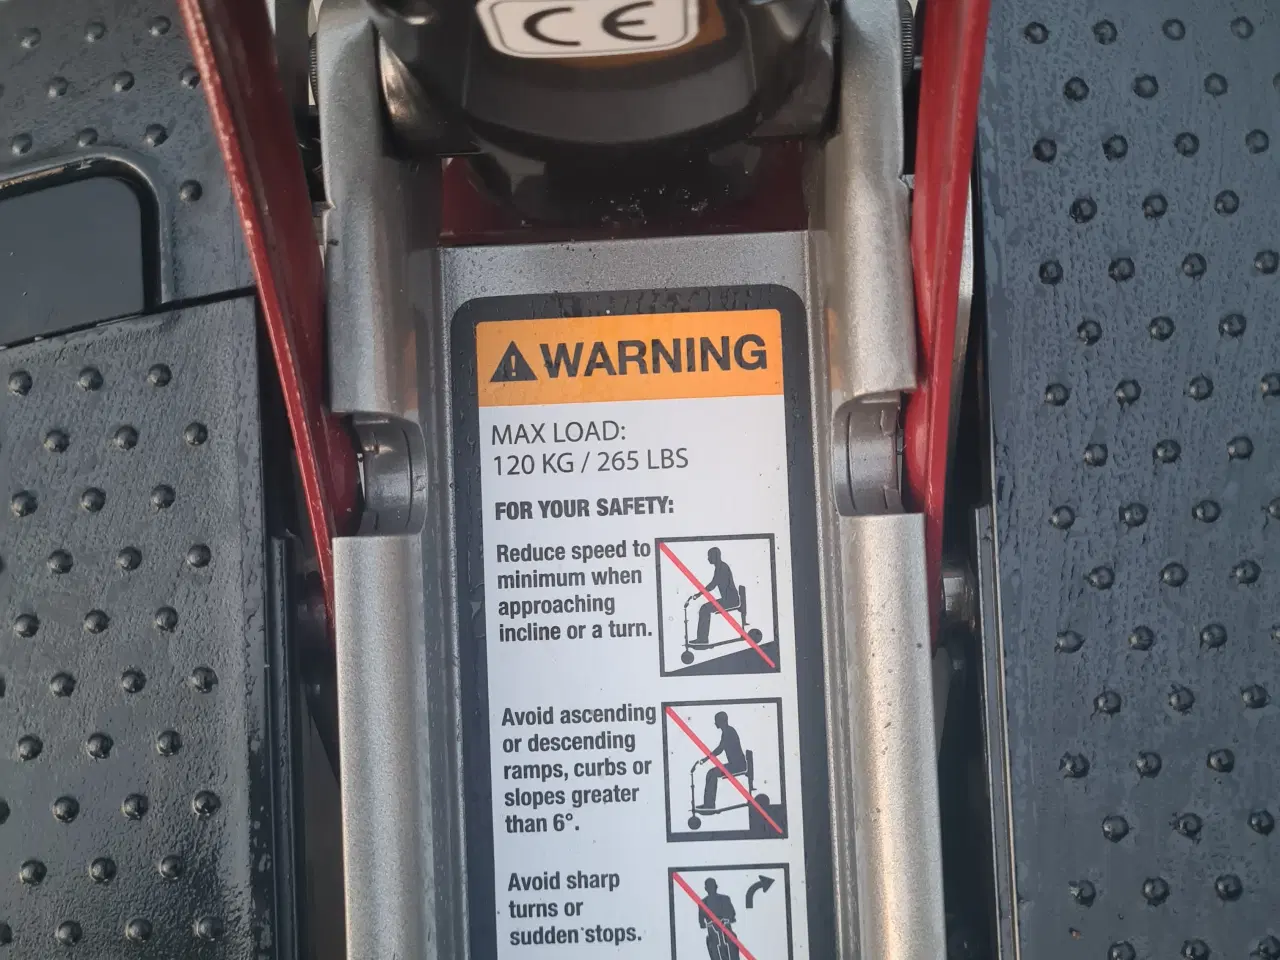 CE
WARNING
MAX LOAD:
120 KG / 265 LBS
FOR YOUR SAFETY:
Reduce speed to
minimum when
approaching
incline or a turn.
Avoid ascending
or descending
ramps, curbs or
slopes greater
than 6°.
Avoid sharp
turns or
sudden stops.